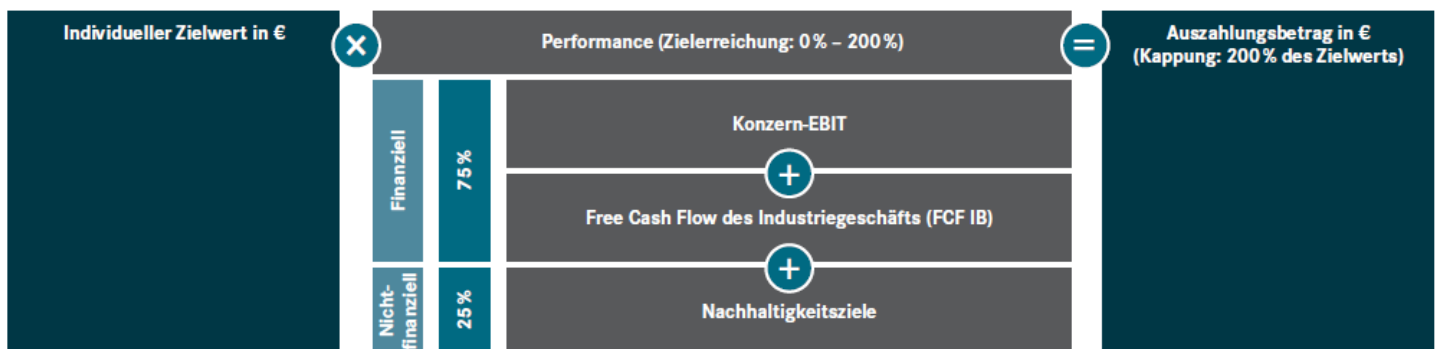 Individueller Zielwert in €
×
Performance (Zielerreichung: 0 % – 200 %)
=
Auszahlungsbetrag in €
(Kappung: 200 % des Zielwerts)
Finanziell
75 %
Konzern-EBIT
+
Free Cash Flow des Industriegeschäfts (FCF IB)
+
Nicht-
finanziell
25 %
Nachhaltigkeitsziele